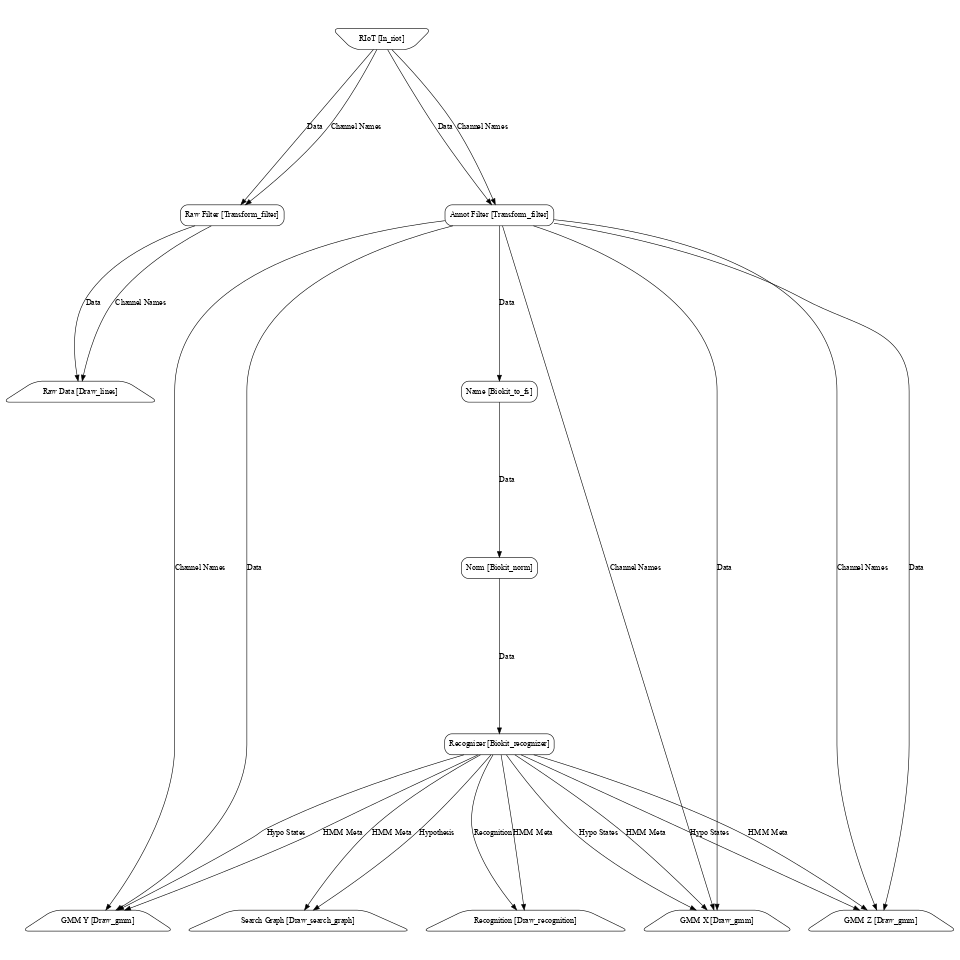 RIoT [In_riot]
Data
Channel Names
Data
Channel Names
Raw Filter [Transform_filter]
Annot Filter [Transform_filter]
Data
Channel Names
Data
Raw Data [Draw_lines]
Name [Biokit_to_fs]
Data
Channel Names
Data
Norm [Biokit_norm]
Channel Names
Data
Channel Names
Data
Data
Recognizer [Biokit_recognizer]
Hypo States
HMM Meta
HMM Meta
Hypothesis
Recognition
HMM Meta
Hypo States
HMM Meta
Hypo States
HMM Meta
GMM Y [Draw_gmm]
Search Graph [Draw_search_graph]
Recognition [Draw_recognition]
GMM X [Draw_gmm]
GMM Z [Draw_gmm]